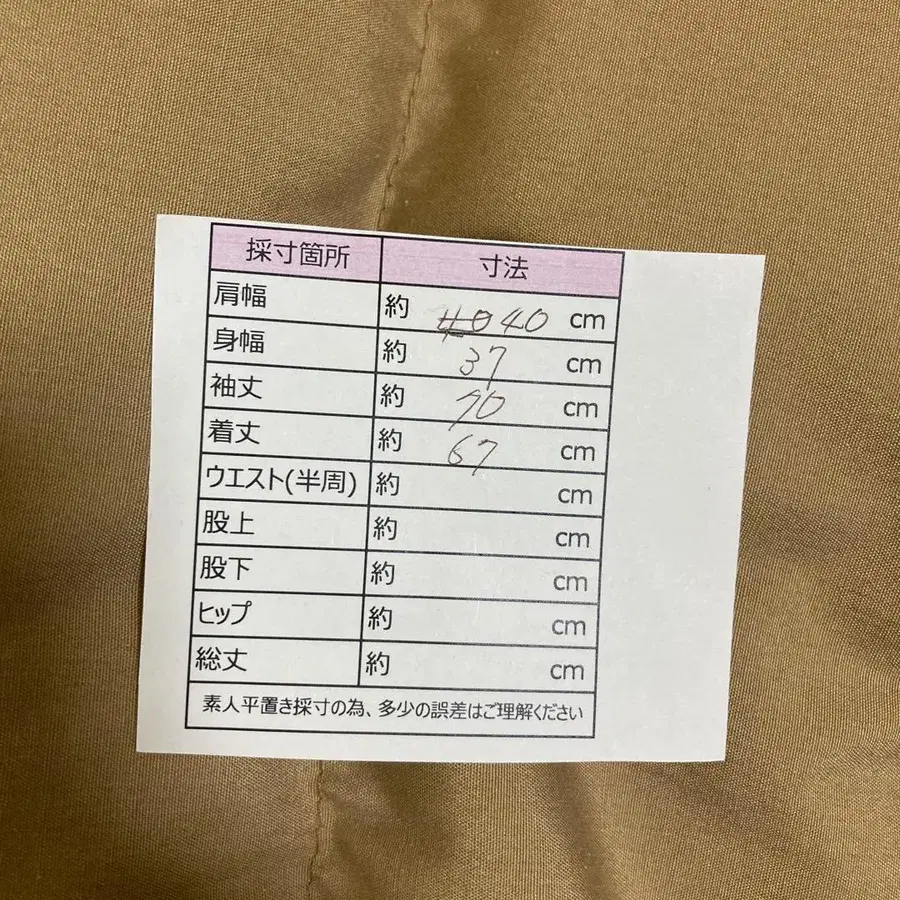 採寸箇所 寸法
肩幅 約 40 cm
身幅 約 37 cm
袖丈 約 70 cm
着丈 約 67 cm
ウエスト(半周) 約 cm
股上 約 cm
股下 約 cm
ヒップ 約 cm
総丈 約 cm
素人平置き採寸の為、多少の誤差はご理解ください